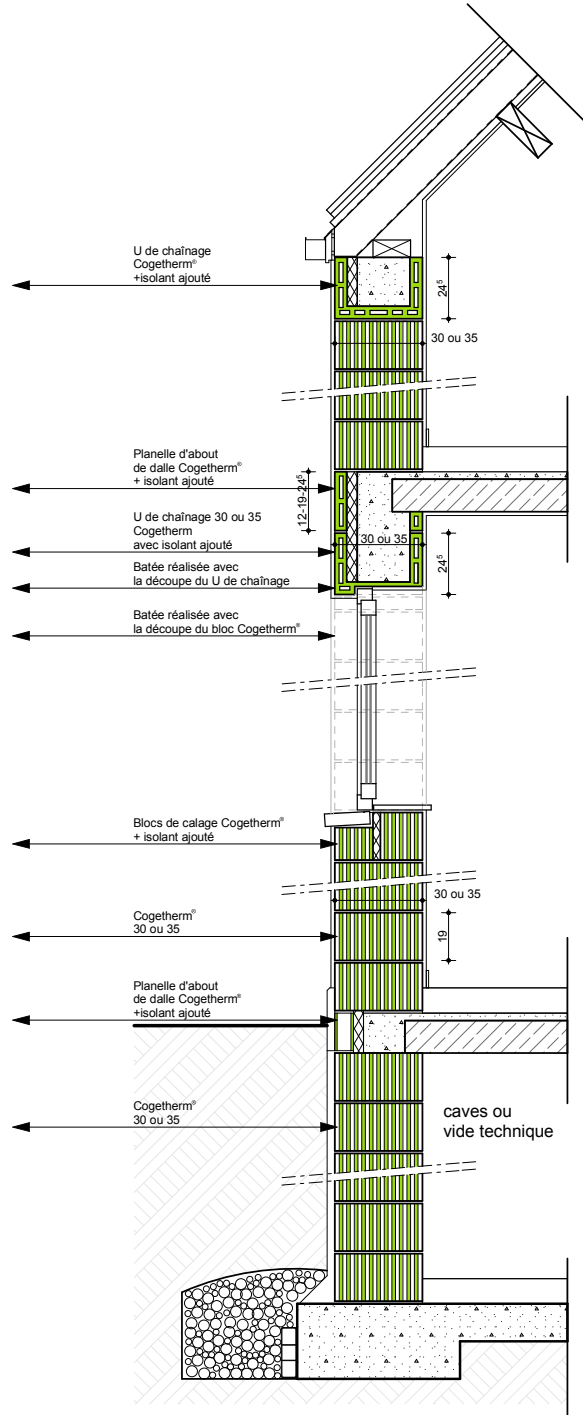 U de chaînage
Cogetherm®
+isolant ajouté
24⁵
30 ou 35
Planelle d'about
de dalle Cogetherm®
+ isolant ajouté
12-19-24⁵
U de chaînage 30 ou 35
Cogetherm
avec isolant ajouté
30 ou 35
24⁵
Batée réalisée avec
la découpe du U de chaînage
Batée réalisée avec
la découpe du bloc Cogetherm®
Blocs de calage Cogetherm®
+ isolant ajouté
30 ou 35
Cogetherm®
30 ou 35
19
Planelle d'about
de dalle Cogetherm®
+isolant ajouté
Cogetherm®
30 ou 35
caves ou
vide technique